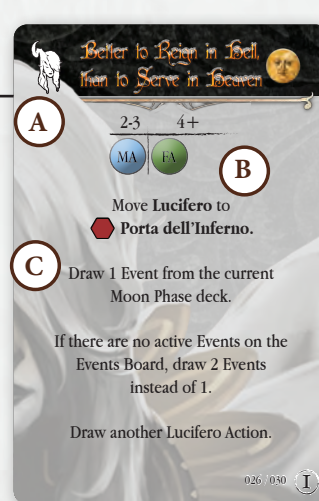 Better to Reign in Hell,
than to Serve in Heaven
A
2-3 4+
MA FA
B
Move Lucifero to
Porta dell'Inferno.
C
Draw 1 Event from the current
Moon Phase deck.
If there are no active Events on the
Events Board, draw 2 Events
instead of 1.
Draw another Lucifero Action.
026/030 I